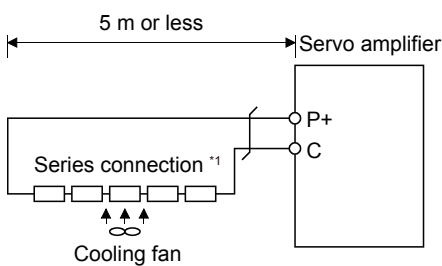 5 m or less
Servo amplifier
P+
C
Series connection *1
Cooling fan